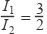 I₁/I₂ = 3/2